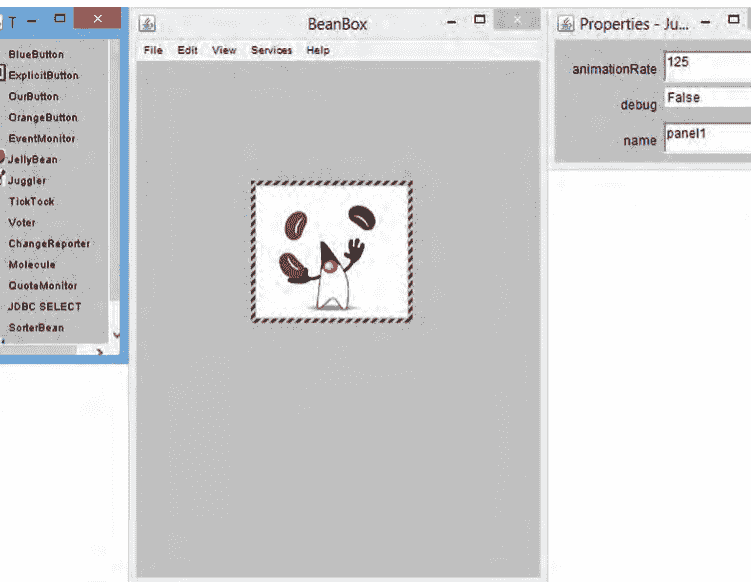 T
BlueButton
ExplicitButton
OurButton
OrangeButton
EventMonitor
JellyBean
Juggler
TickTock
Voter
ChangeReporter
Molecule
QuoteMonitor
JDBC SELECT
SorterBean
BeanBox
File Edit View Services Help
Properties - Ju...
animationRate 125
debug False
name panel1